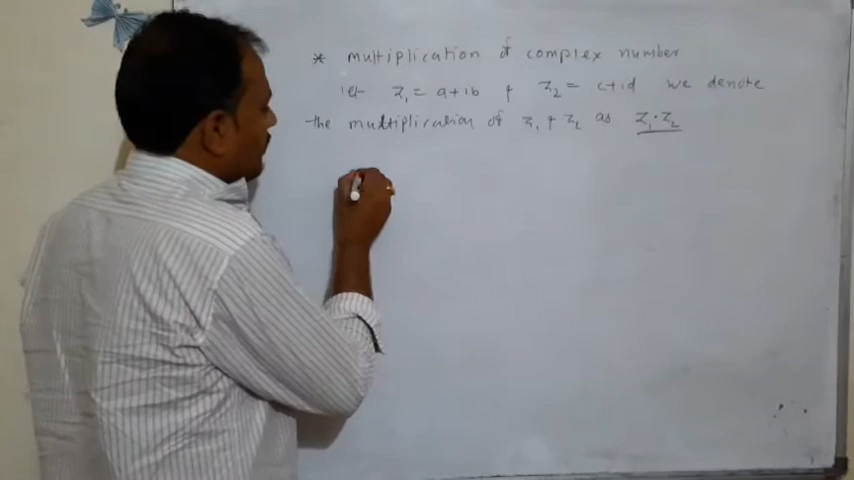 * multiplication of complex number
let z₁ = a+ib & z₂ = c+id we denote
the multiplication of z₁ & z₂ as z₁·z₂